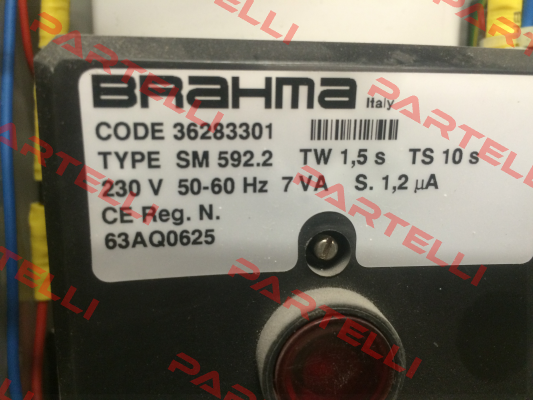 BRAHMA Italy
CODE 36283301
TYPE SM 592.2 TW 1,5 s TS 10 s
230 V 50-60 Hz 7 VA S. 1,2 µA
CE Reg. N.
63AQ0625
PARTELLI
PARTELLI
PARTELLI
PARTELLI
PARTELLI